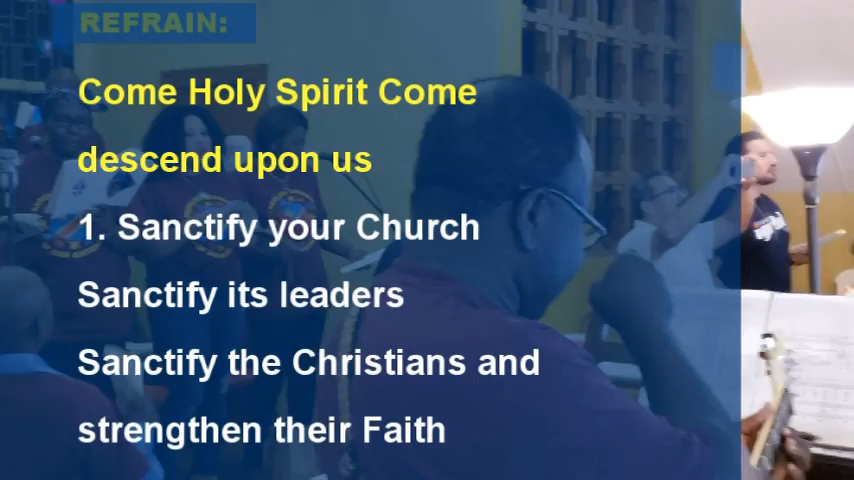 REFRAIN:
Come Holy Spirit Come
descend upon us
1. Sanctify your Church
Sanctify its leaders
Sanctify the Christians and
strengthen their Faith